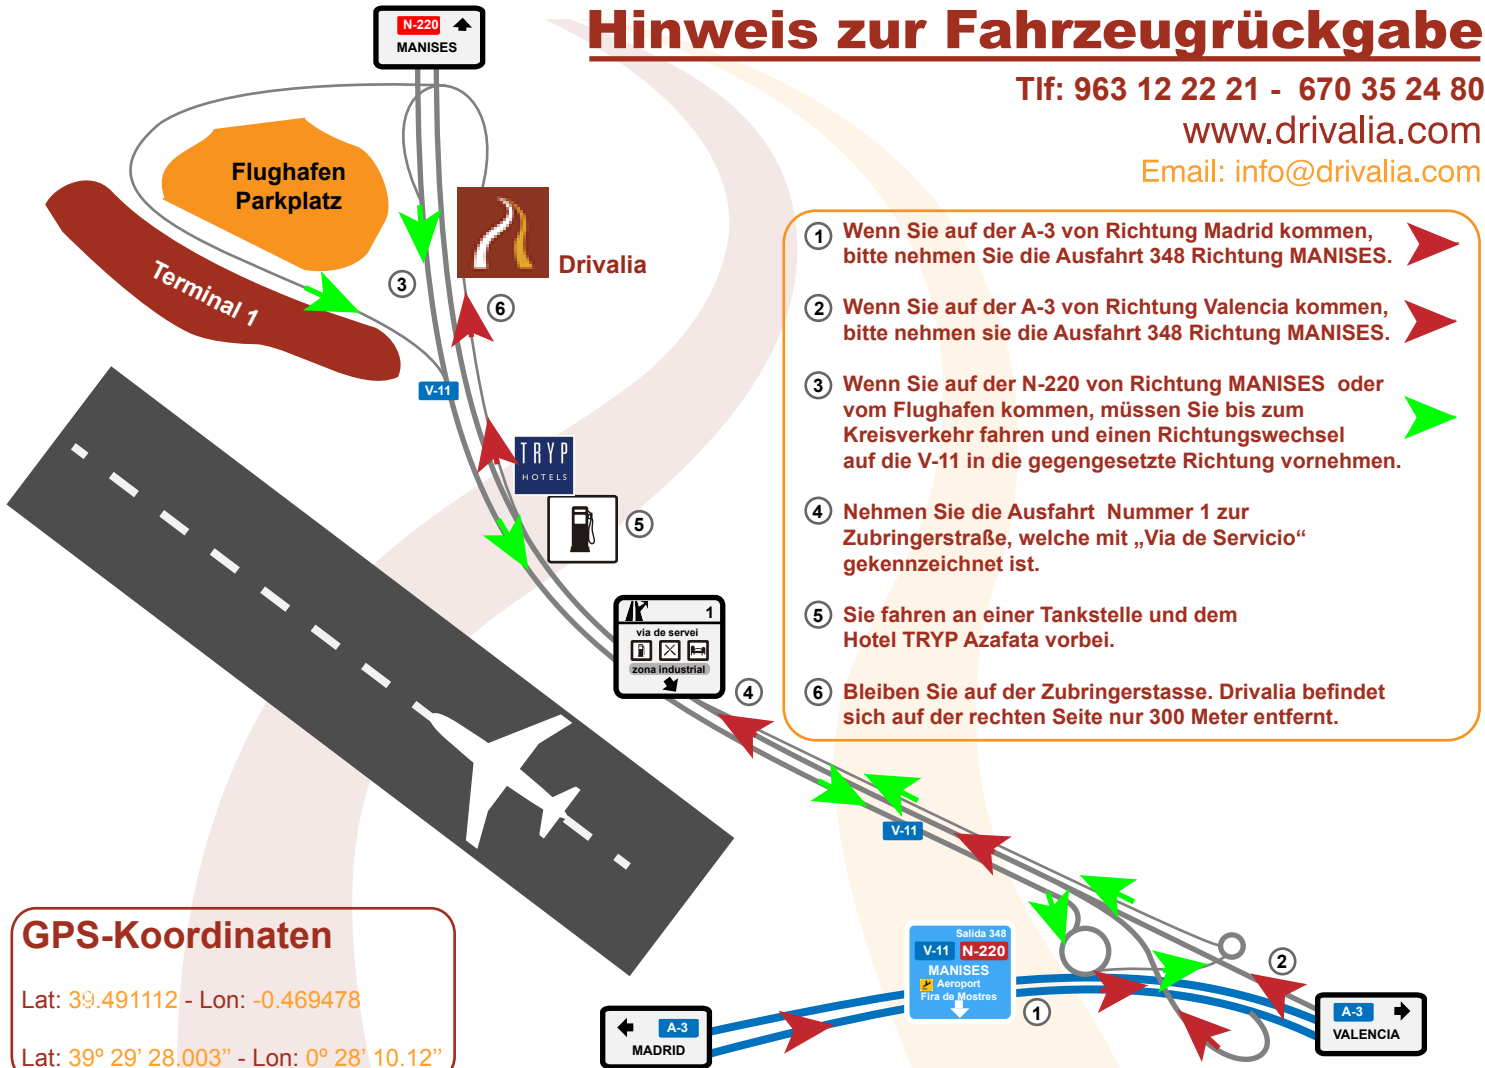 Hinweis zur Fahrzeugrückgabe
Tlf: 963 12 22 21 - 670 35 24 80
www.drivalia.com
Email: info@drivalia.com
N-220
MANISES
Flughafen
Parkplatz
Terminal 1
Drivalia
3
6
V-11
TRYP
HOTELS
5
1
via de servei
zona industrial
4
V-11
1 Wenn Sie auf der A-3 von Richtung Madrid kommen,
bitte nehmen Sie die Ausfahrt 348 Richtung MANISES.
2 Wenn Sie auf der A-3 von Richtung Valencia kommen,
bitte nehmen sie die Ausfahrt 348 Richtung MANISES.
3 Wenn Sie auf der N-220 von Richtung MANISES oder
vom Flughafen kommen, müssen Sie bis zum
Kreisverkehr fahren und einen Richtungswechsel
auf die V-11 in die gegengesetzte Richtung vornehmen.
4 Nehmen Sie die Ausfahrt Nummer 1 zur
Zubringerstraße, welche mit „Via de Servicio“
gekennzeichnet ist.
5 Sie fahren an einer Tankstelle und dem
Hotel TRYP Azafata vorbei.
6 Bleiben Sie auf der Zubringerstasse. Drivalia befindet
sich auf der rechten Seite nur 300 Meter entfernt.
Salida 348
V-11 N-220
MANISES
Aeroport
Fira de Mostres
1
2
A-3
MADRID
A-3
VALENCIA
GPS-Koordinaten
Lat: 39.491112 - Lon: -0.469478
Lat: 39º 29’ 28.003’’ - Lon: 0º 28’ 10.12’’